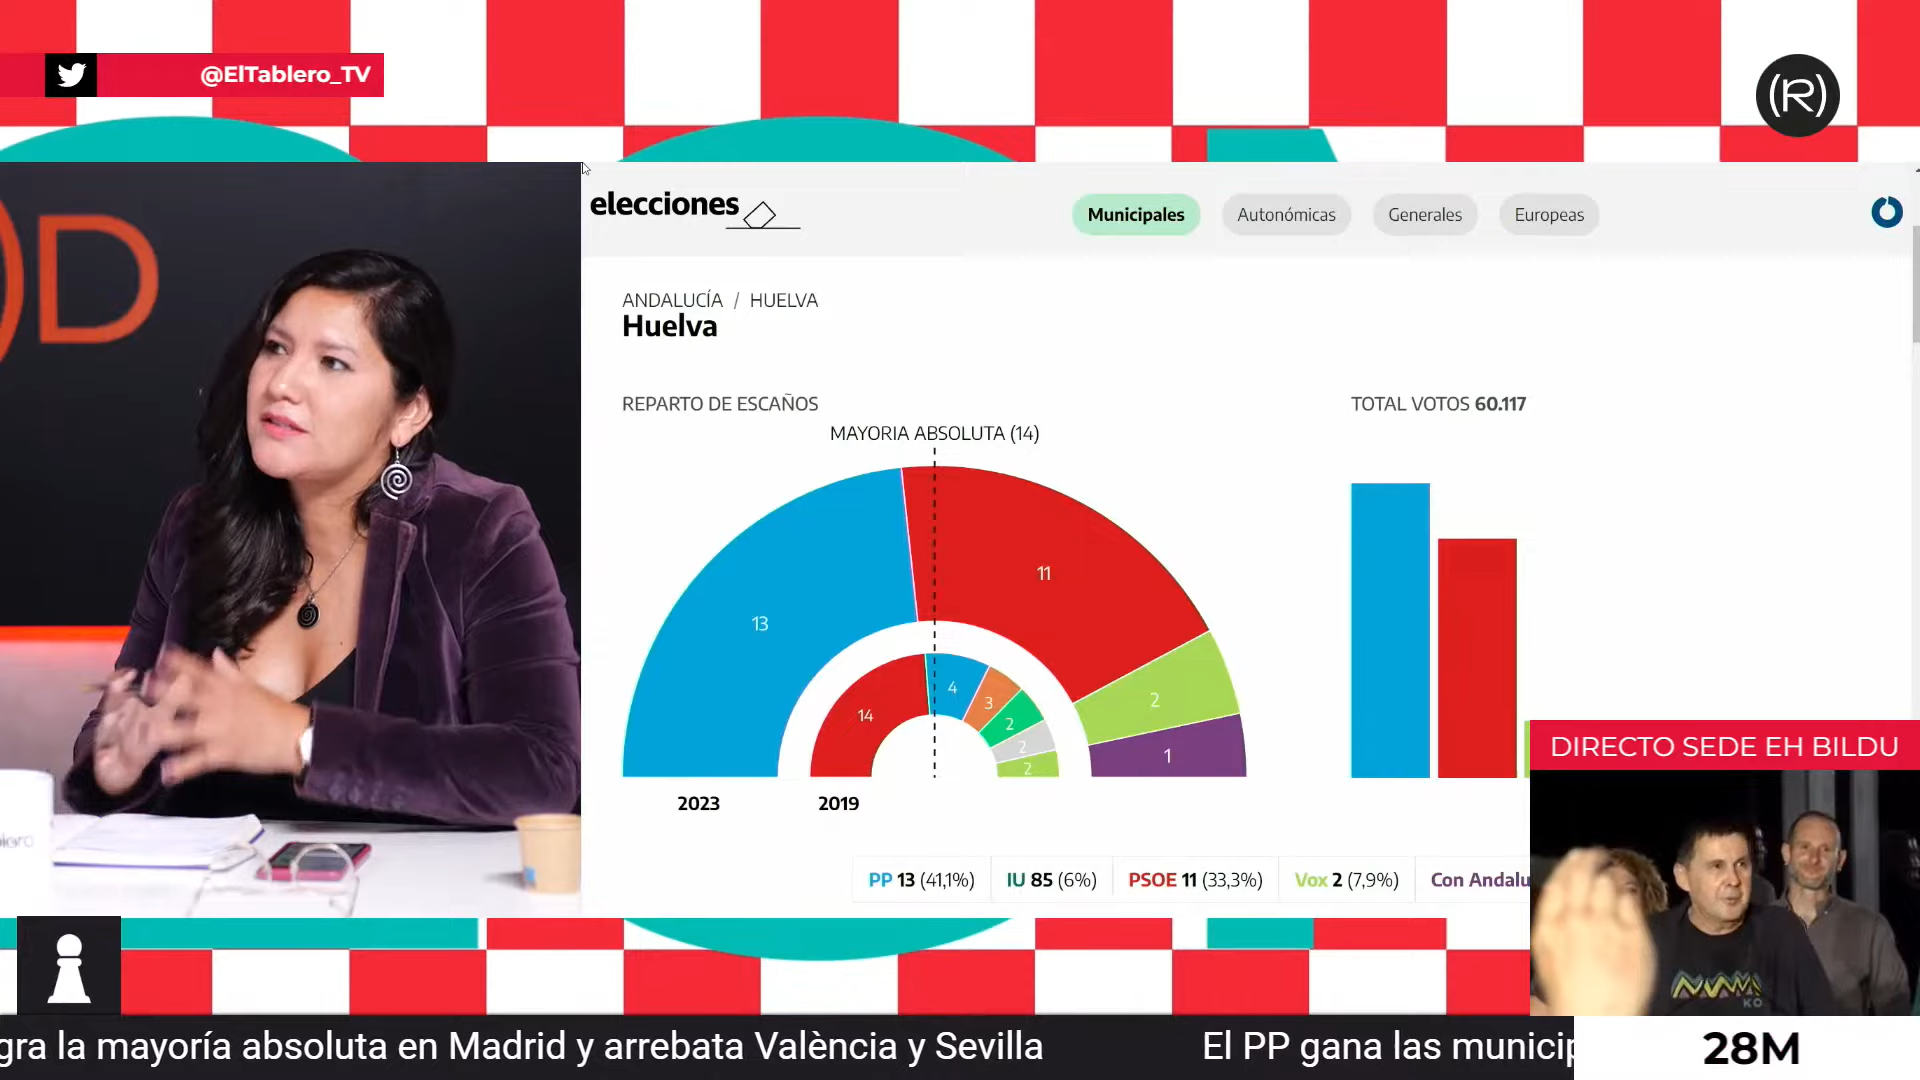 @ElTablero_TV
(R)
D
elecciones
Municipales
Autonómicas
Generales
Europeas
ANDALUCÍA / HUELVA
Huelva
REPARTO DE ESCAÑOS
TOTAL VOTOS 60.117
MAYORIA ABSOLUTA (14)
13
11
2
1
14
4
3
2
2
2
2023
2019
PP 13 (41,1%)
IU 85 (6%)
PSOE 11 (33,3%)
Vox 2 (7,9%)
Con Andalu
DIRECTO SEDE EH BILDU
KO
gra la mayoría absoluta en Madrid y arrebata València y Sevilla
El PP gana las municip
28M